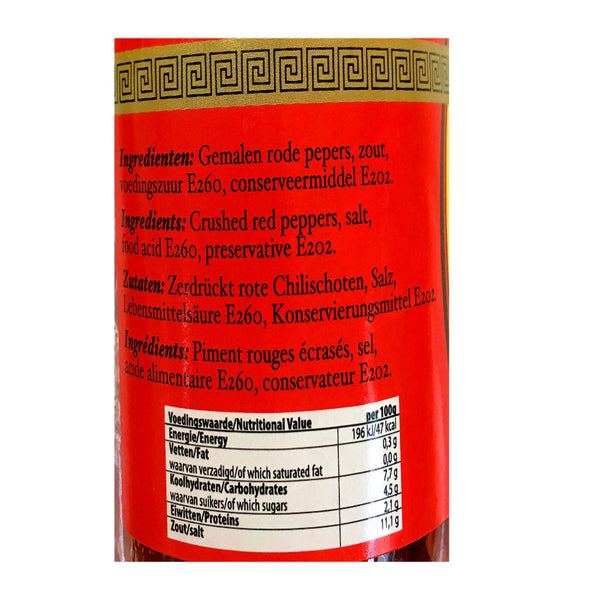 Ingredienten: Gemalen rode pepers, zout,
voedingszuur E260, conserveermiddel E202.
Ingredients: Crushed red peppers, salt,
food acid E260, preservative E202.
Zutaten: Zerdrückt rote Chilischoten, Salz,
Lebensmittelsäure E260, Konservierungsmittel E202.
Ingrédients: Piment rouges écrasés, sel,
acide alimentaire E260, conservateur E202.
Voedingswaarde/Nutritional Value per 100g
Energie/Energy 196 kJ/47 kcal
Vetten/Fat 0,3 g
waarvan verzadigd/of which saturated fat 0,0 g
Koolhydraten/Carbohydrates 7,7 g
waarvan suikers/of which sugars 4,5 g
Eiwitten/Proteins 2,1 g
Zout/salt 11,1 g